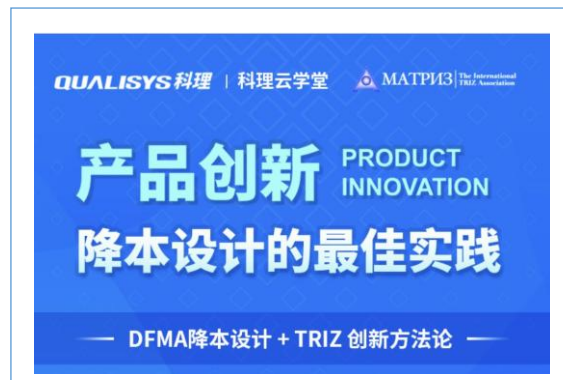 QUALISYS科理 | 科理云学堂 МАТРИЗ The International TRIZ Association
产品创新 PRODUCT INNOVATION
降本设计的最佳实践
DFMA降本设计 + TRIZ 创新方法论